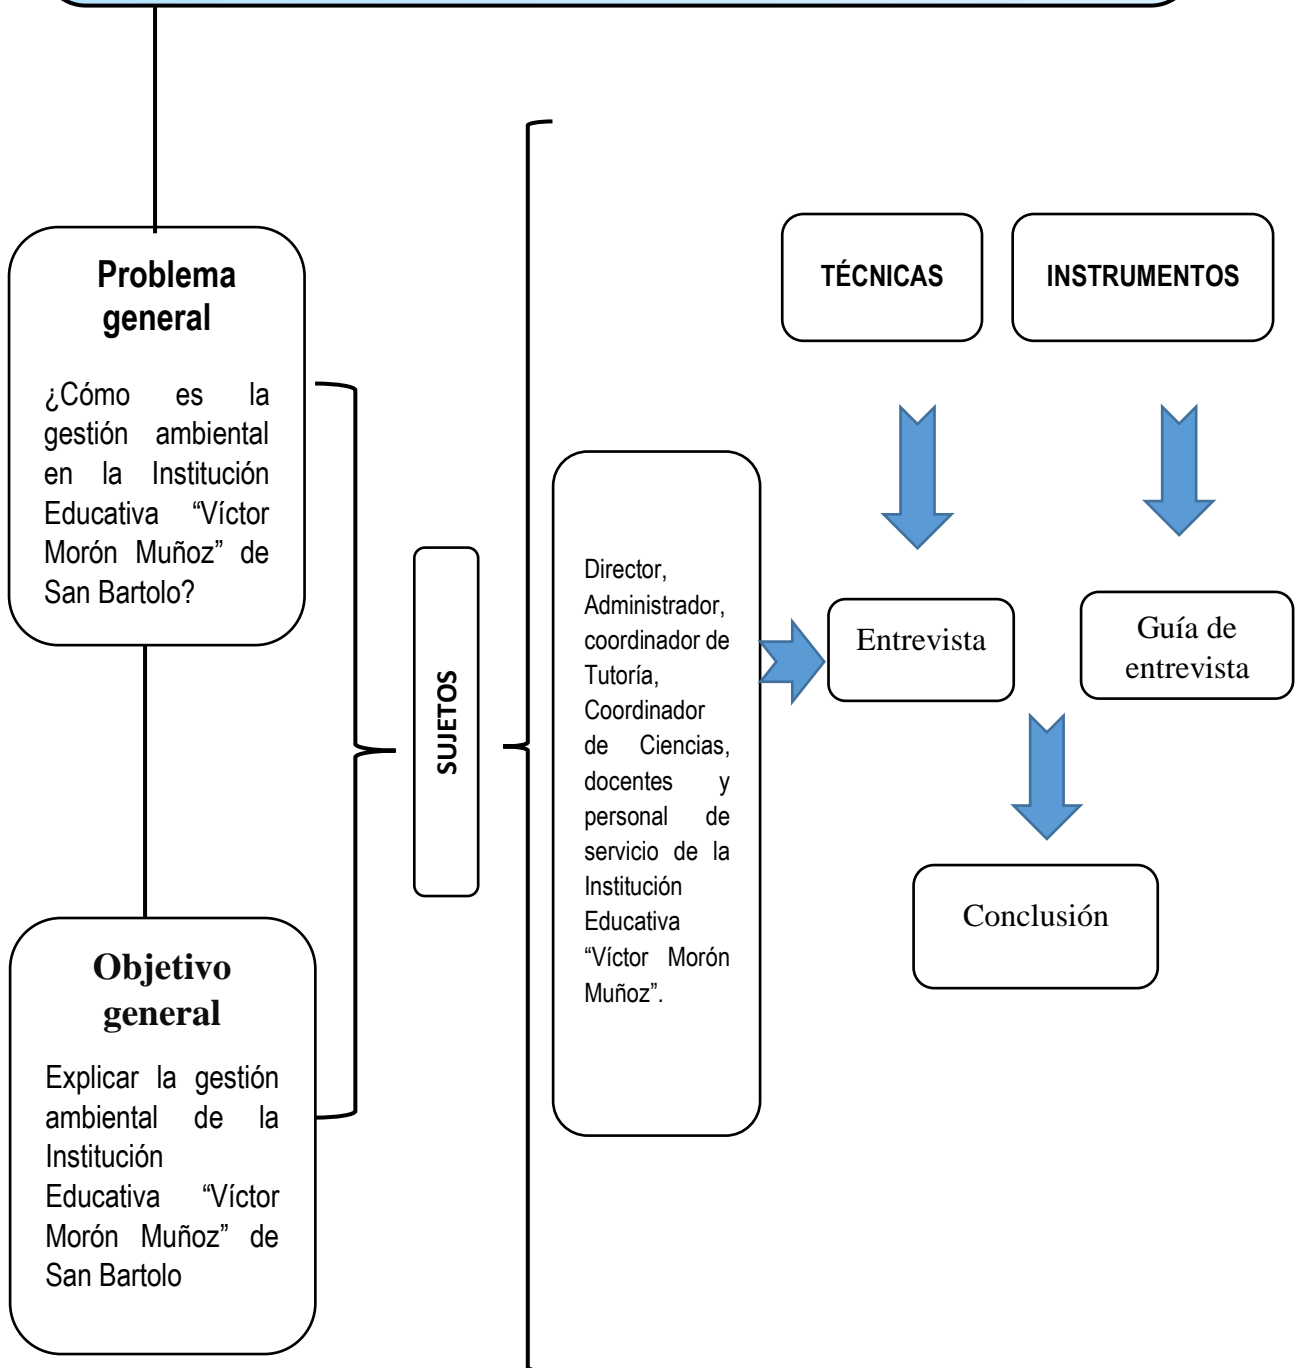 Problema
general
¿Cómo es la
gestión ambiental
en la Institución
Educativa “Víctor
Morón Muñoz” de
San Bartolo?
Objetivo
general
Explicar la gestión
ambiental de la
Institución
Educativa “Víctor
Morón Muñoz” de
San Bartolo
SUJETOS
Director,
Administrador,
coordinador de
Tutoría,
Coordinador
de Ciencias,
docentes y
personal de
servicio de la
Institución
Educativa
“Víctor Morón
Muñoz”.
TÉCNICAS
INSTRUMENTOS
Entrevista
Guía de
entrevista
Conclusión